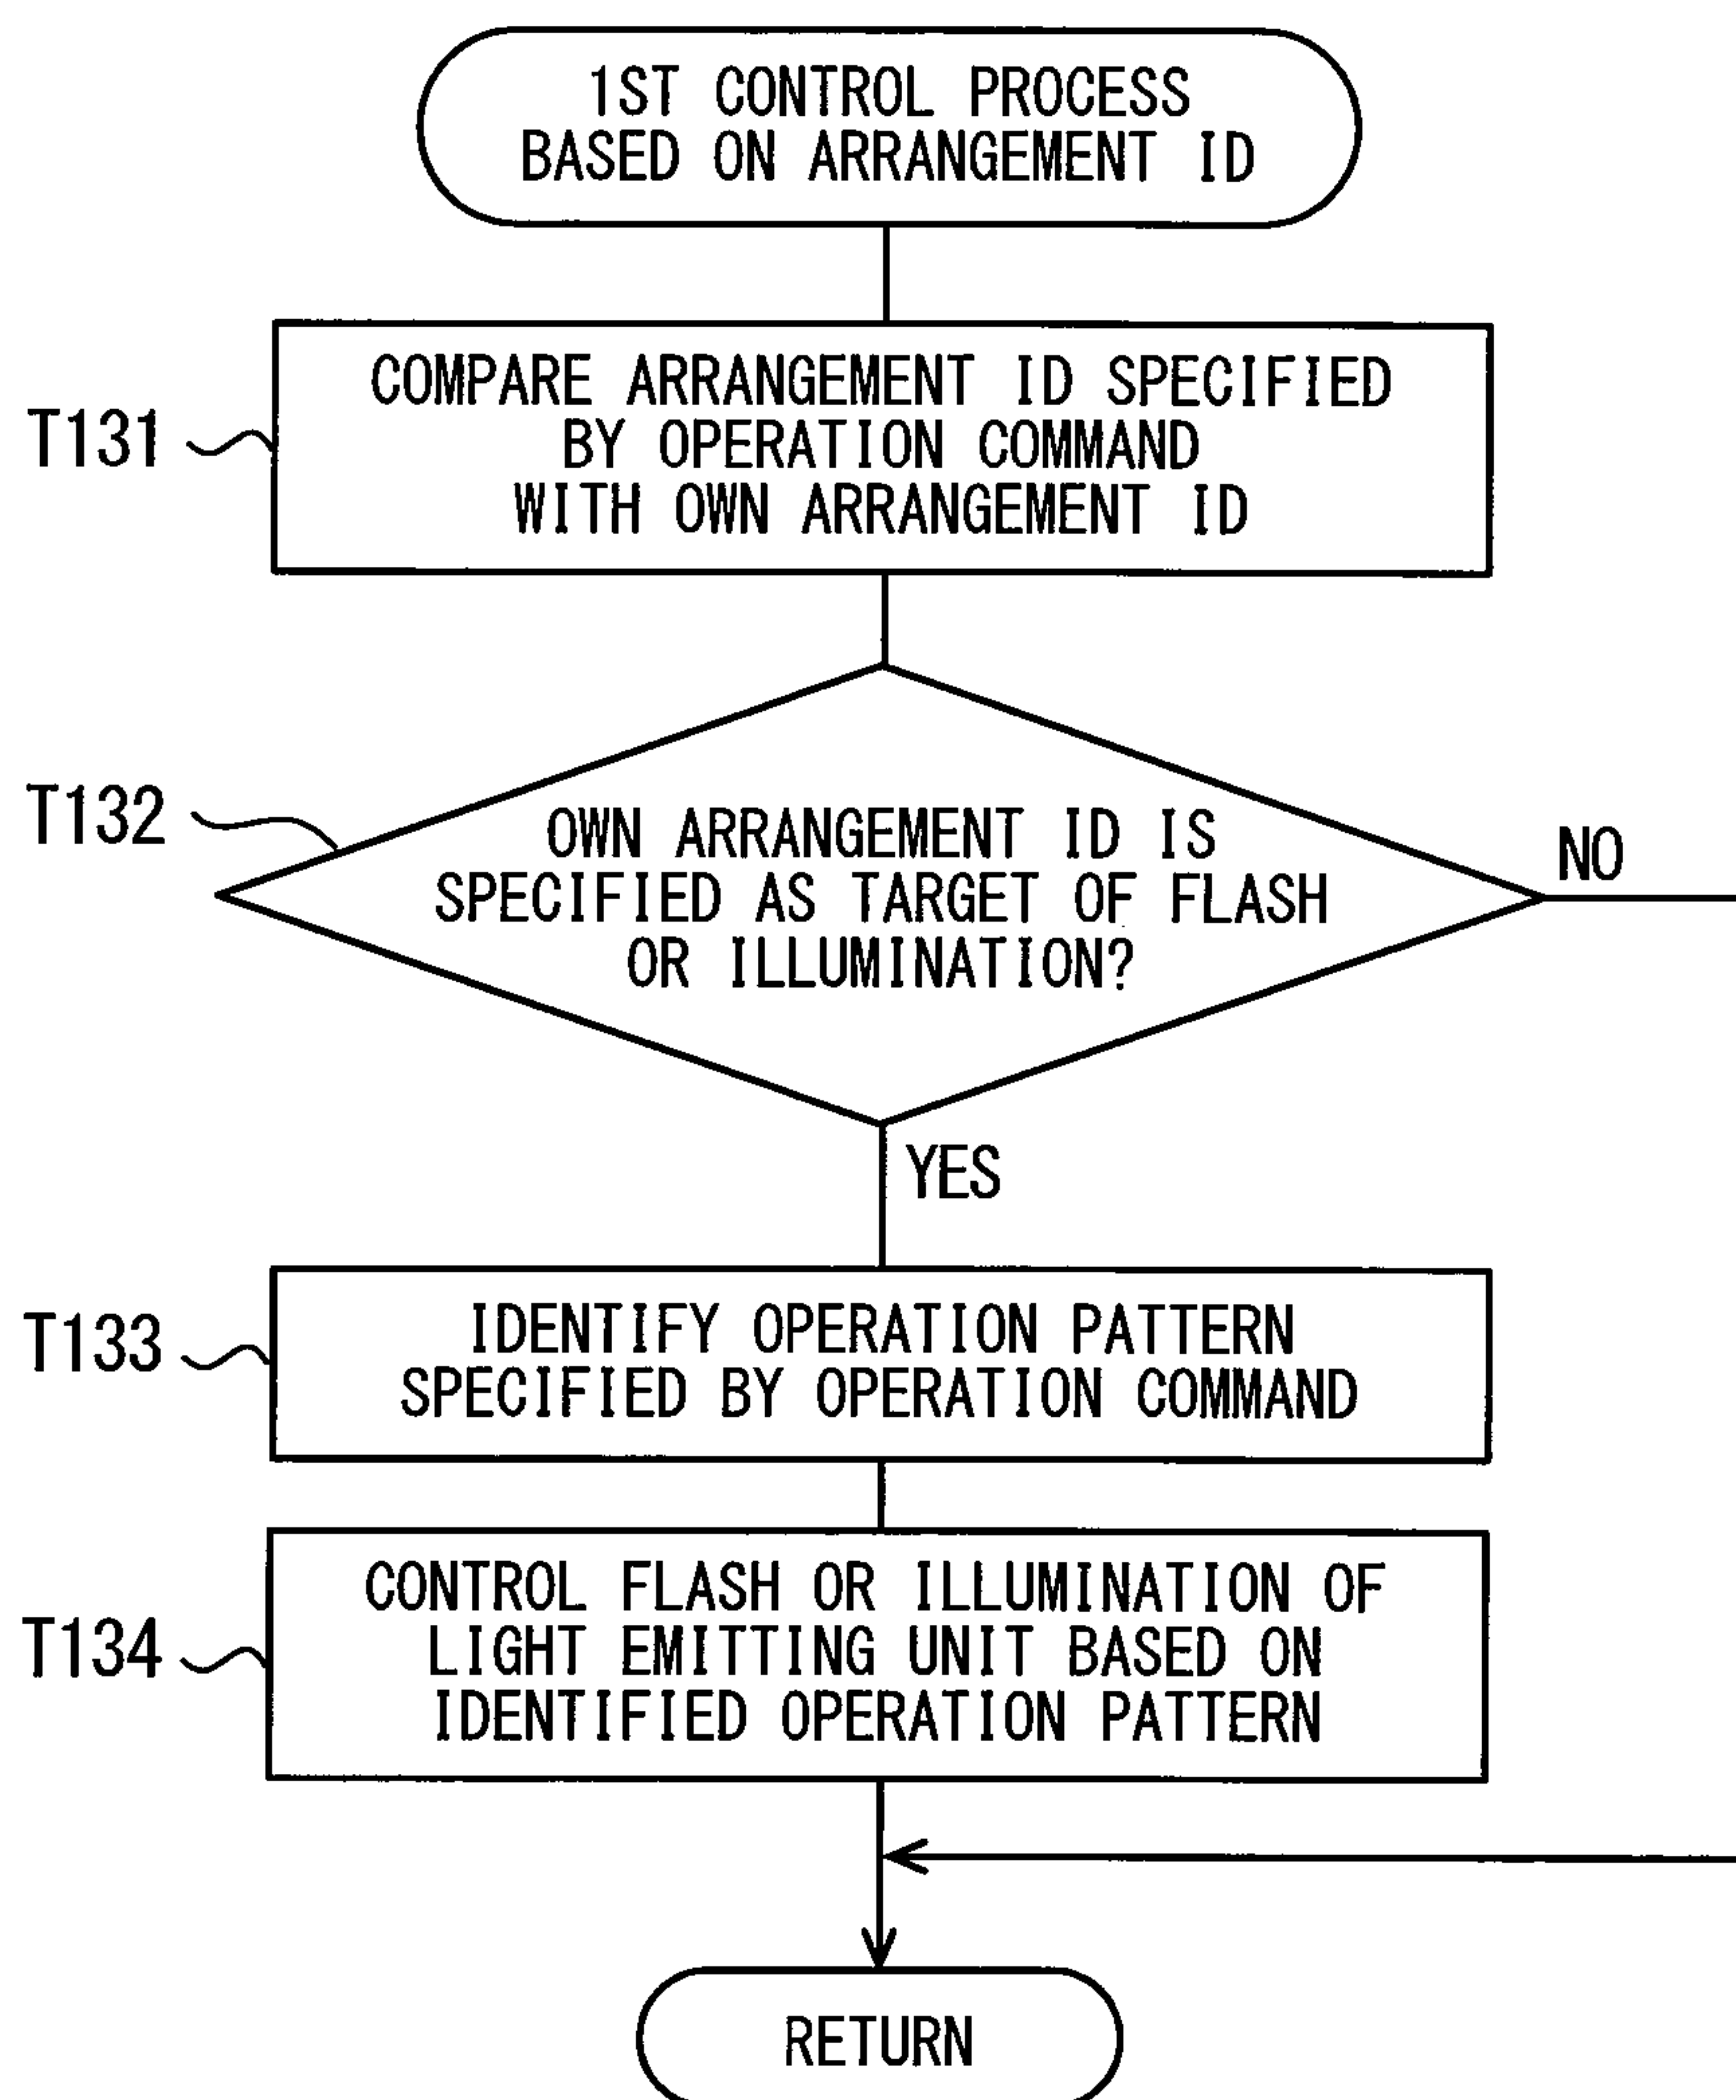 1ST CONTROL PROCESS
BASED ON ARRANGEMENT ID
T131
COMPARE ARRANGEMENT ID SPECIFIED
BY OPERATION COMMAND
WITH OWN ARRANGEMENT ID
T132
OWN ARRANGEMENT ID IS
SPECIFIED AS TARGET OF FLASH
OR ILLUMINATION?
NO
YES
T133
IDENTIFY OPERATION PATTERN
SPECIFIED BY OPERATION COMMAND
T134
CONTROL FLASH OR ILLUMINATION OF
LIGHT EMITTING UNIT BASED ON
IDENTIFIED OPERATION PATTERN
RETURN